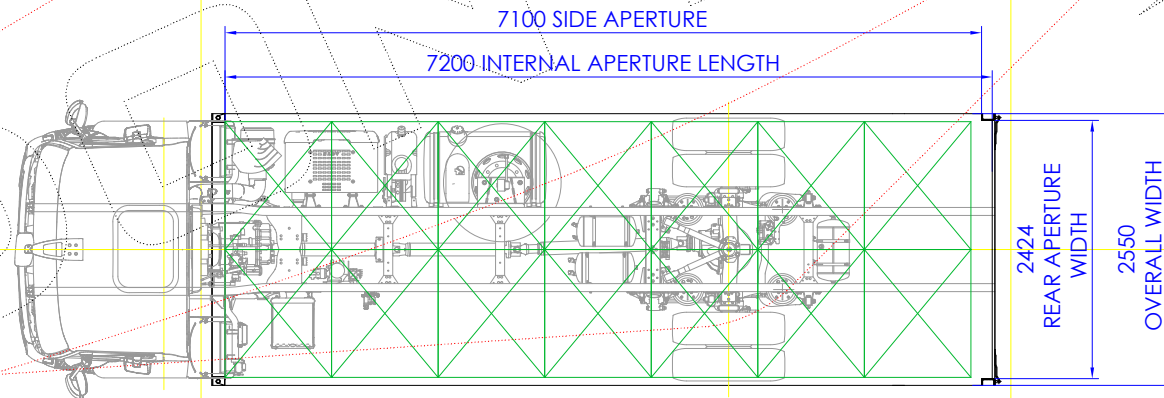 7100 SIDE APERTURE
7200 INTERNAL APERTURE LENGTH
2424
REAR APERTURE
WIDTH
2550
OVERALL WIDTH